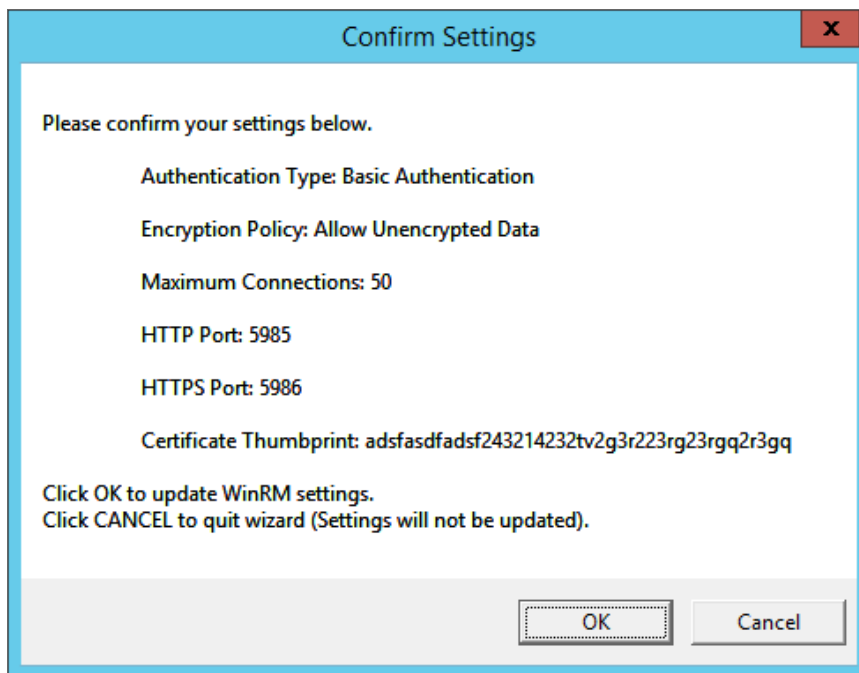 Confirm Settings
x
Please confirm your settings below.
Authentication Type: Basic Authentication
Encryption Policy: Allow Unencrypted Data
Maximum Connections: 50
HTTP Port: 5985
HTTPS Port: 5986
Certificate Thumbprint: adsfasdfadsf243214232tv2g3r223rg23rgq2r3gq
Click OK to update WinRM settings.
Click CANCEL to quit wizard (Settings will not be updated).
OK
Cancel